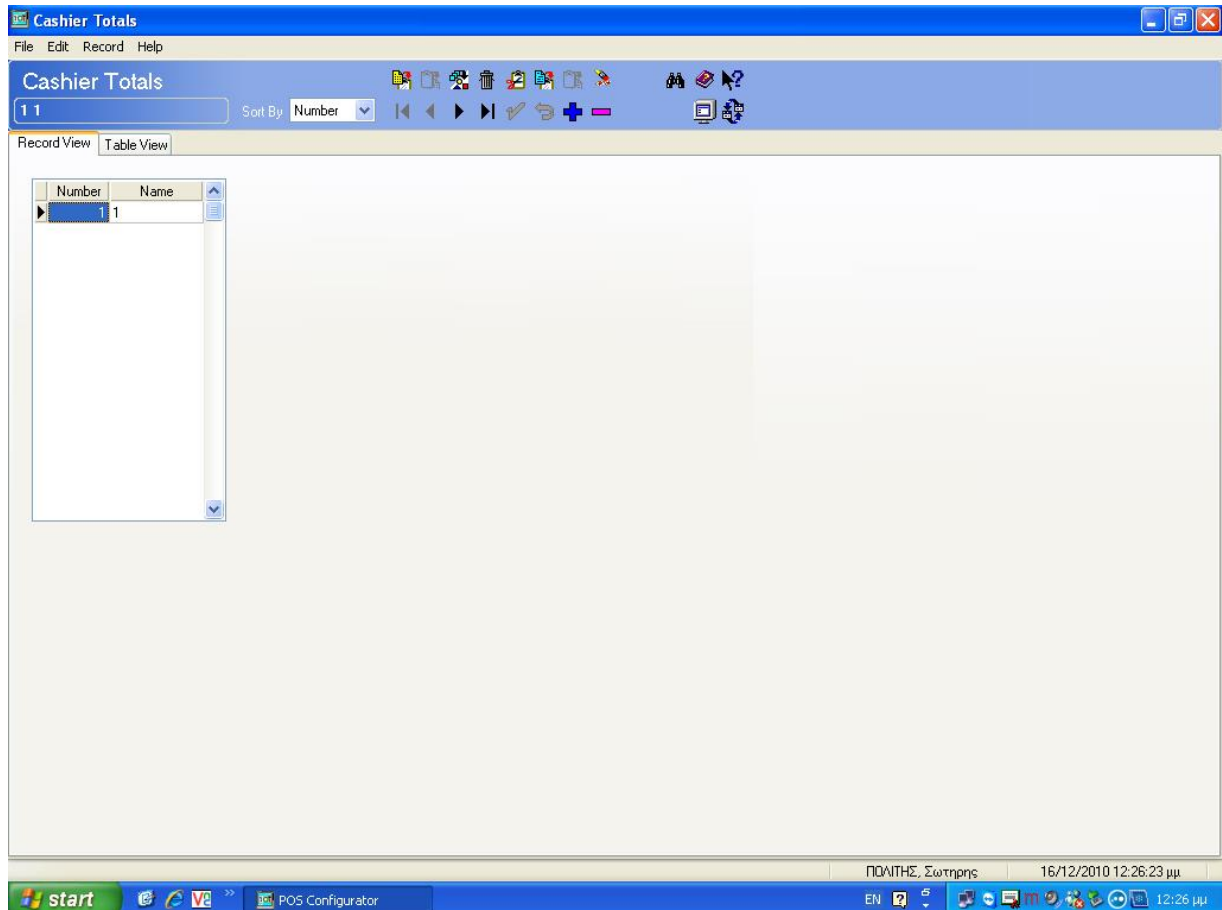 Cashier Totals
File Edit Record Help
Cashier Totals
1 1
Sort By Number
Record View Table View
Number Name
1 1
ΠΟΛΙΤΗΣ, Σωτηρης 16/12/2010 12:26:23 μμ
start POS Configurator EN 12:26 μμ